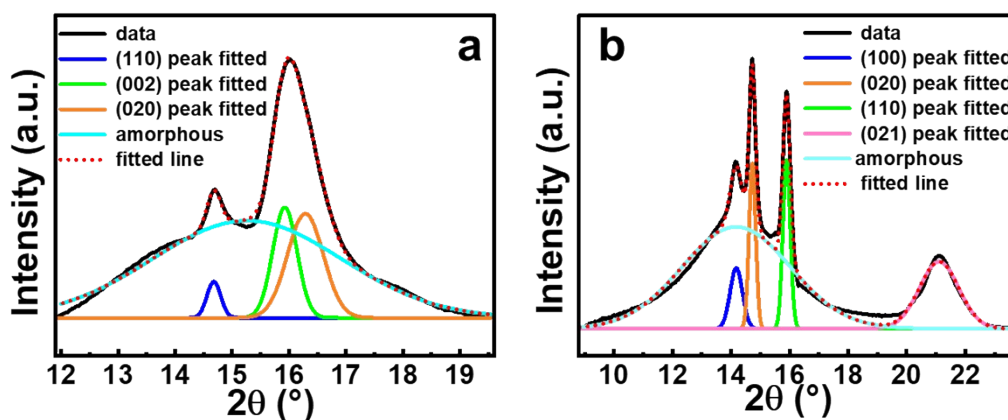 a
Intensity (a.u.)
data
(110) peak fitted
(002) peak fitted
(020) peak fitted
amorphous
fitted line
12 13 14 15 16 17 18 19
2θ (°)
b
Intensity (a.u.)
data
(100) peak fitted
(020) peak fitted
(110) peak fitted
(021) peak fitted
amorphous
fitted line
10 12 14 16 18 20 22
2θ (°)